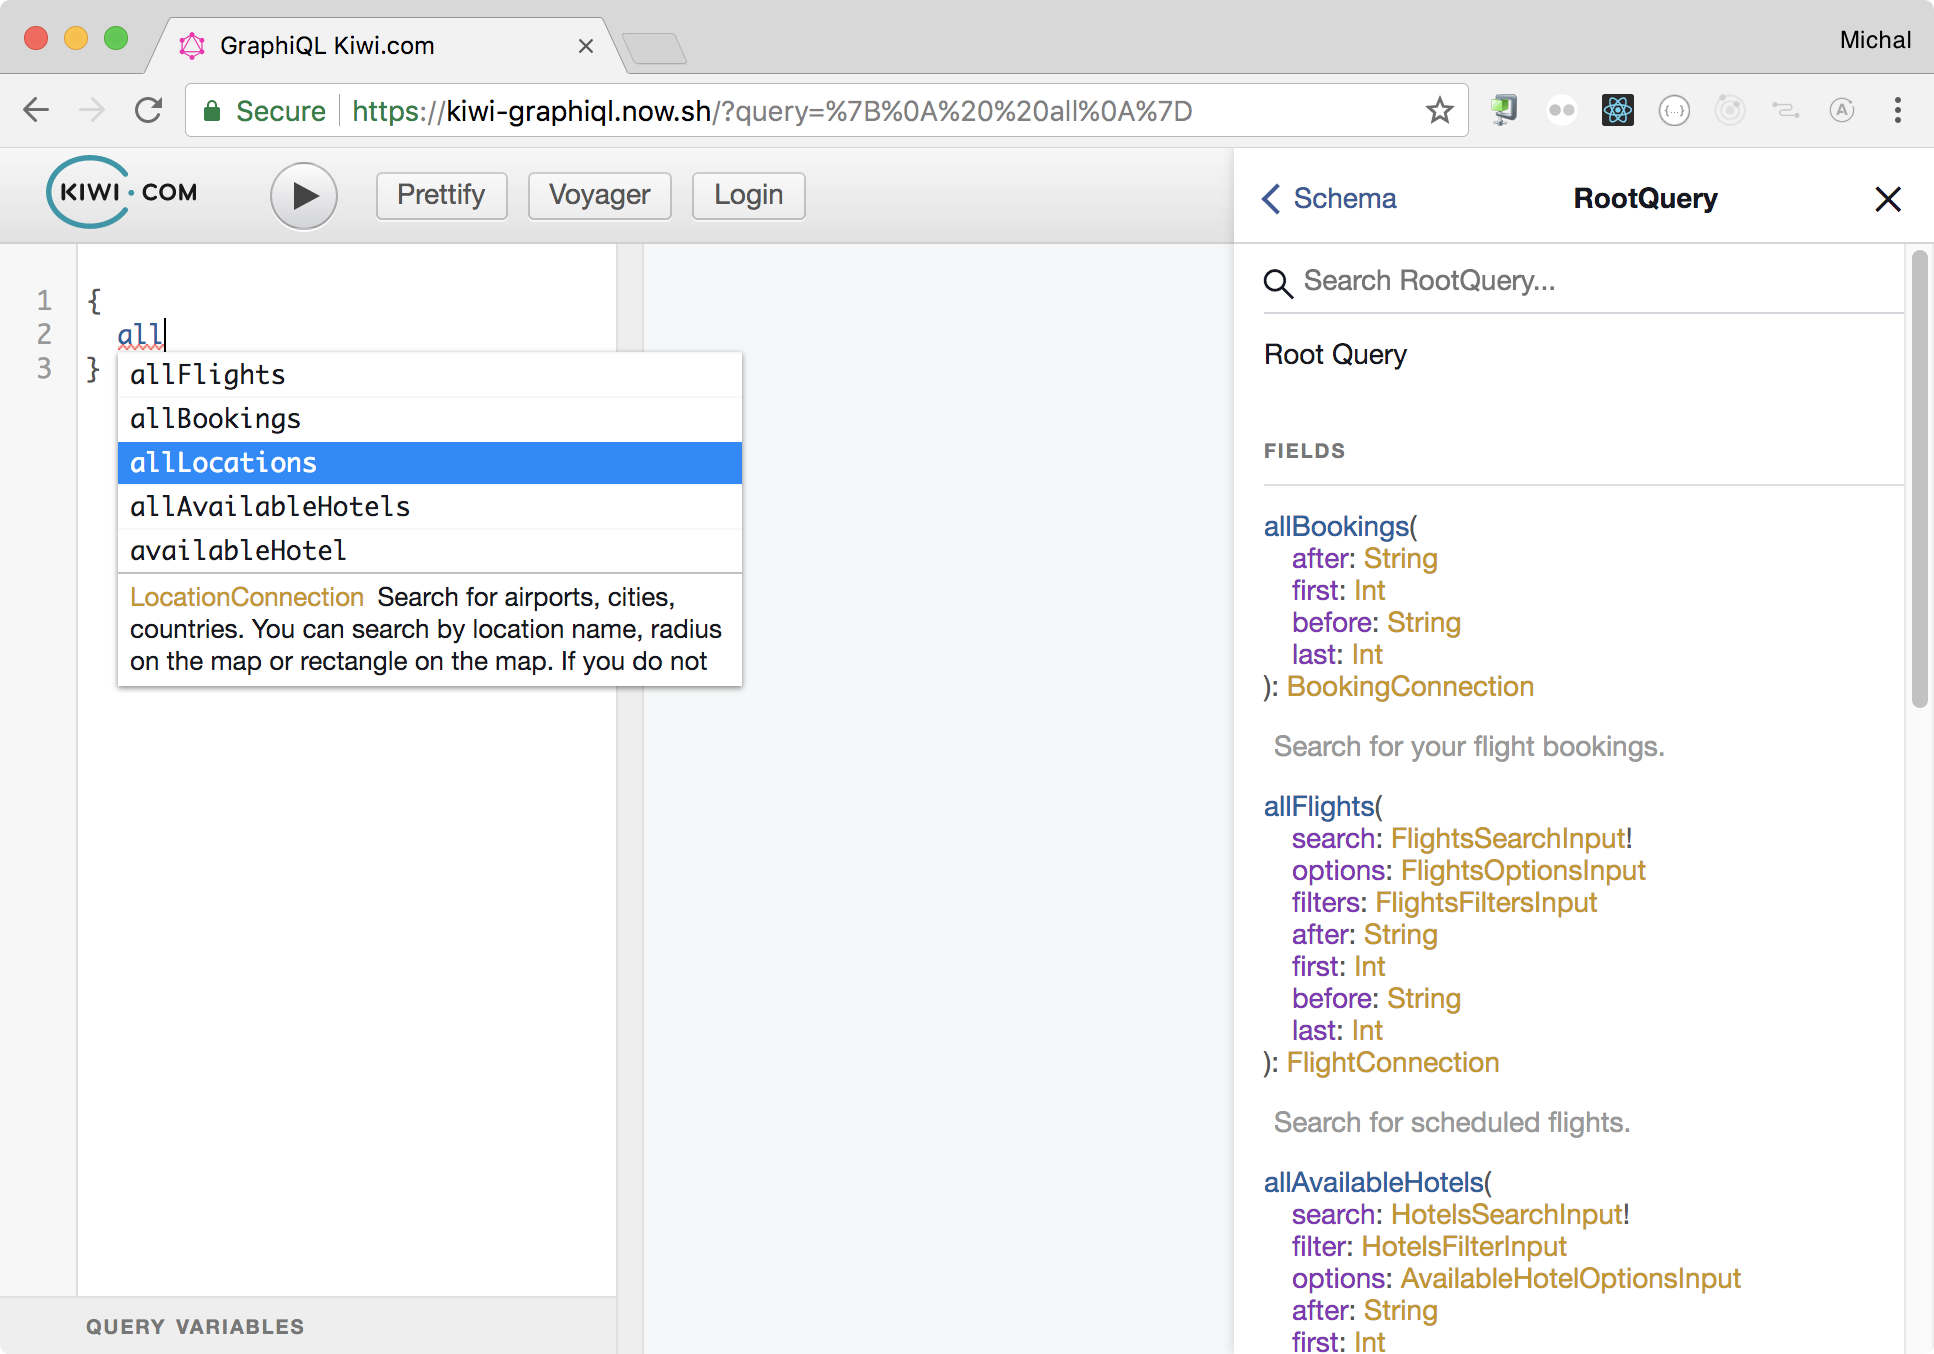 GraphiQL Kiwi.com
Michal
Secure https://kiwi-graphiql.now.sh/?query=%7B%0A%20%20all%0A%7D
{...}
A
KIWI.COM
Prettify
Voyager
Login
1 {
2 all
3 }
allFlights
allBookings
allLocations
allAvailableHotels
availableHotel
LocationConnection Search for airports, cities,
countries. You can search by location name, radius
on the map or rectangle on the map. If you do not
QUERY VARIABLES
Schema
RootQuery
Search RootQuery...
Root Query
FIELDS
allBookings(
after: String
first: Int
before: String
last: Int
): BookingConnection
Search for your flight bookings.
allFlights(
search: FlightsSearchInput!
options: FlightsOptionsInput
filters: FlightsFiltersInput
after: String
first: Int
before: String
last: Int
): FlightConnection
Search for scheduled flights.
allAvailableHotels(
search: HotelsSearchInput!
filter: HotelsFilterInput
options: AvailableHotelOptionsInput
after: String
first: Int